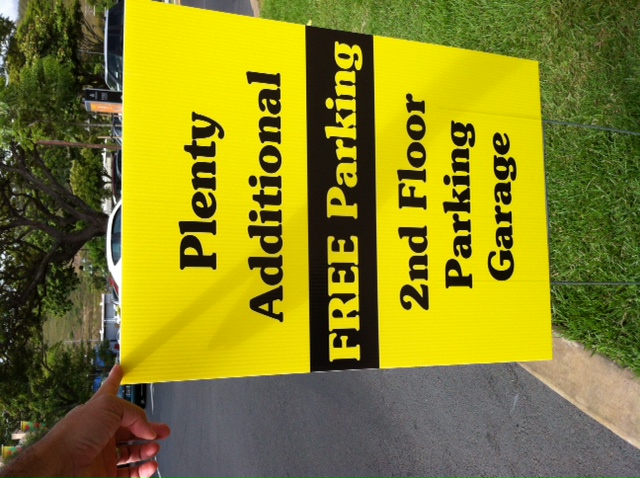 Plenty
Additional
FREE Parking
2nd Floor
Parking
Garage